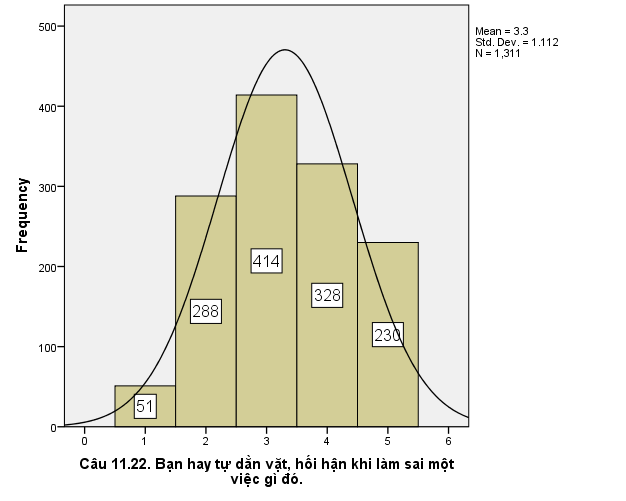 500
400
300
200
100
0
Frequency
51
288
414
328
230
0 1 2 3 4 5 6
Câu 11.22. Bạn hay tự dằn vặt, hối hận khi làm sai một
việc gì đó.
Mean = 3.3
Std. Dev. = 1.112
N = 1,311